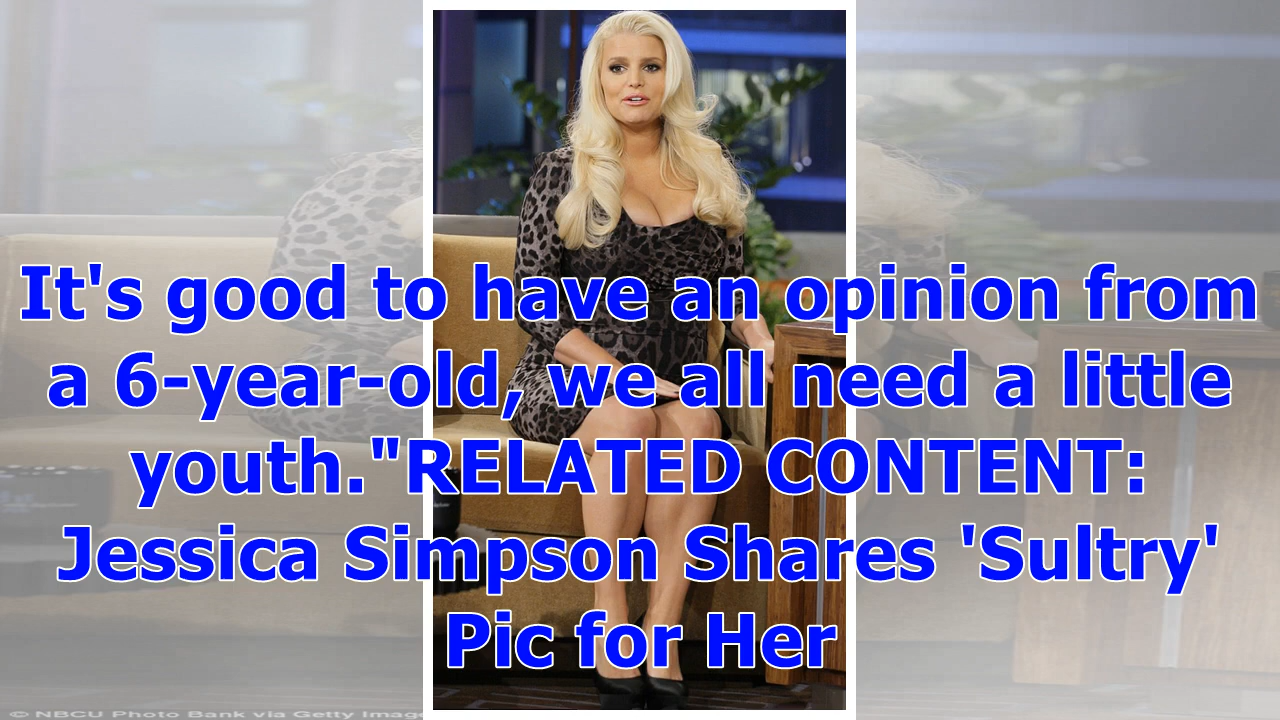 It's good to have an opinion from
a 6-year-old, we all need a little
youth."RELATED CONTENT:
Jessica Simpson Shares 'Sultry'
Pic for Her
© NBCU Photo Bank via Getty Image